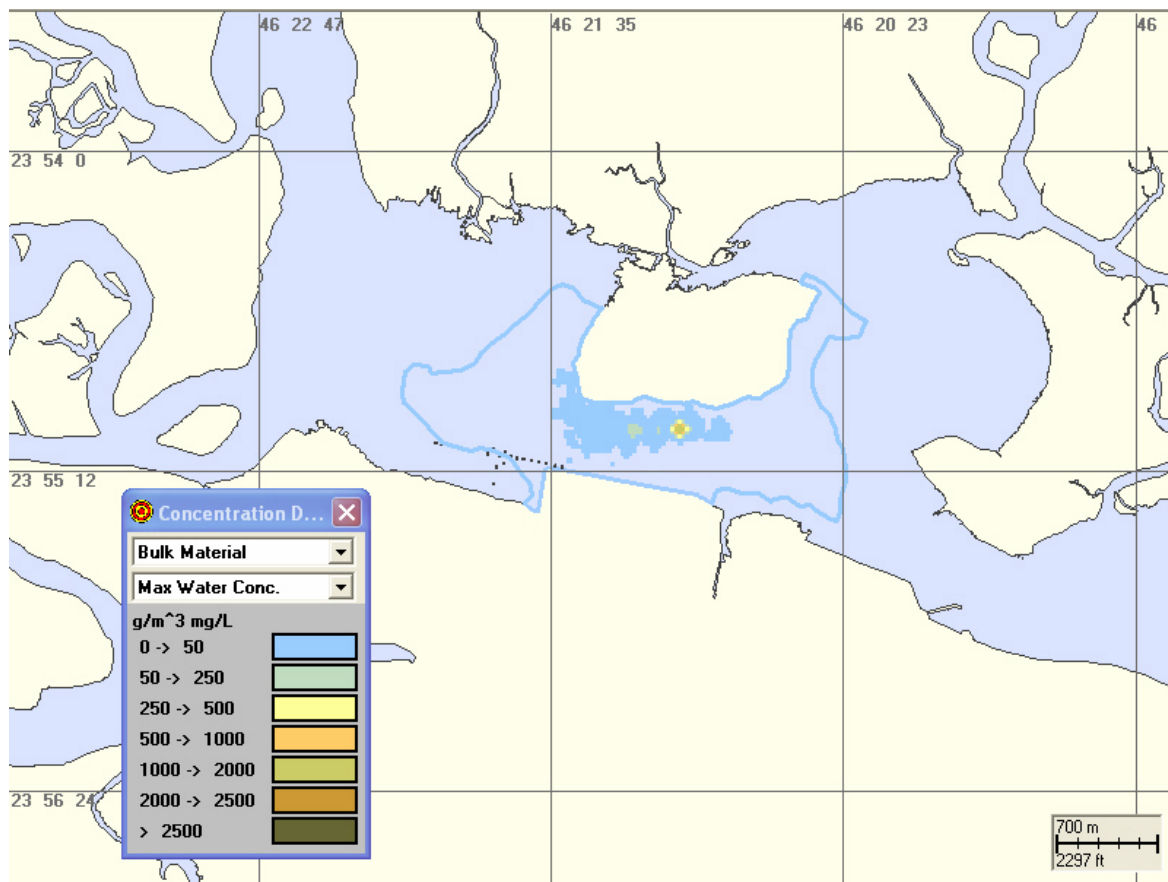 46 22 47
46 21 35
46 20 23
46
23 54 0
23 55 12
23 56 24
Concentration D...
Bulk Material
Max Water Conc.
g/m^3 mg/L
0 -> 50
50 -> 250
250 -> 500
500 -> 1000
1000 -> 2000
2000 -> 2500
> 2500
700 m
2297 ft